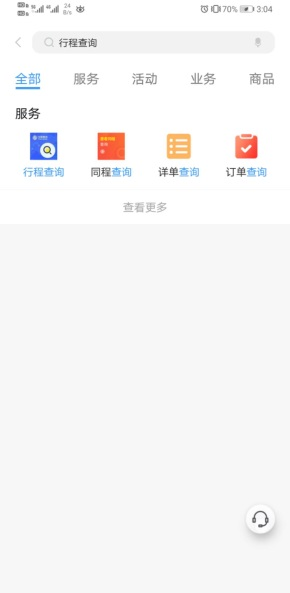 24
B/s
70%
3:04
行程查询
全部 服务 活动 业务 商品
服务
行程查询 同程查询 详单查询 订单查询
查看更多